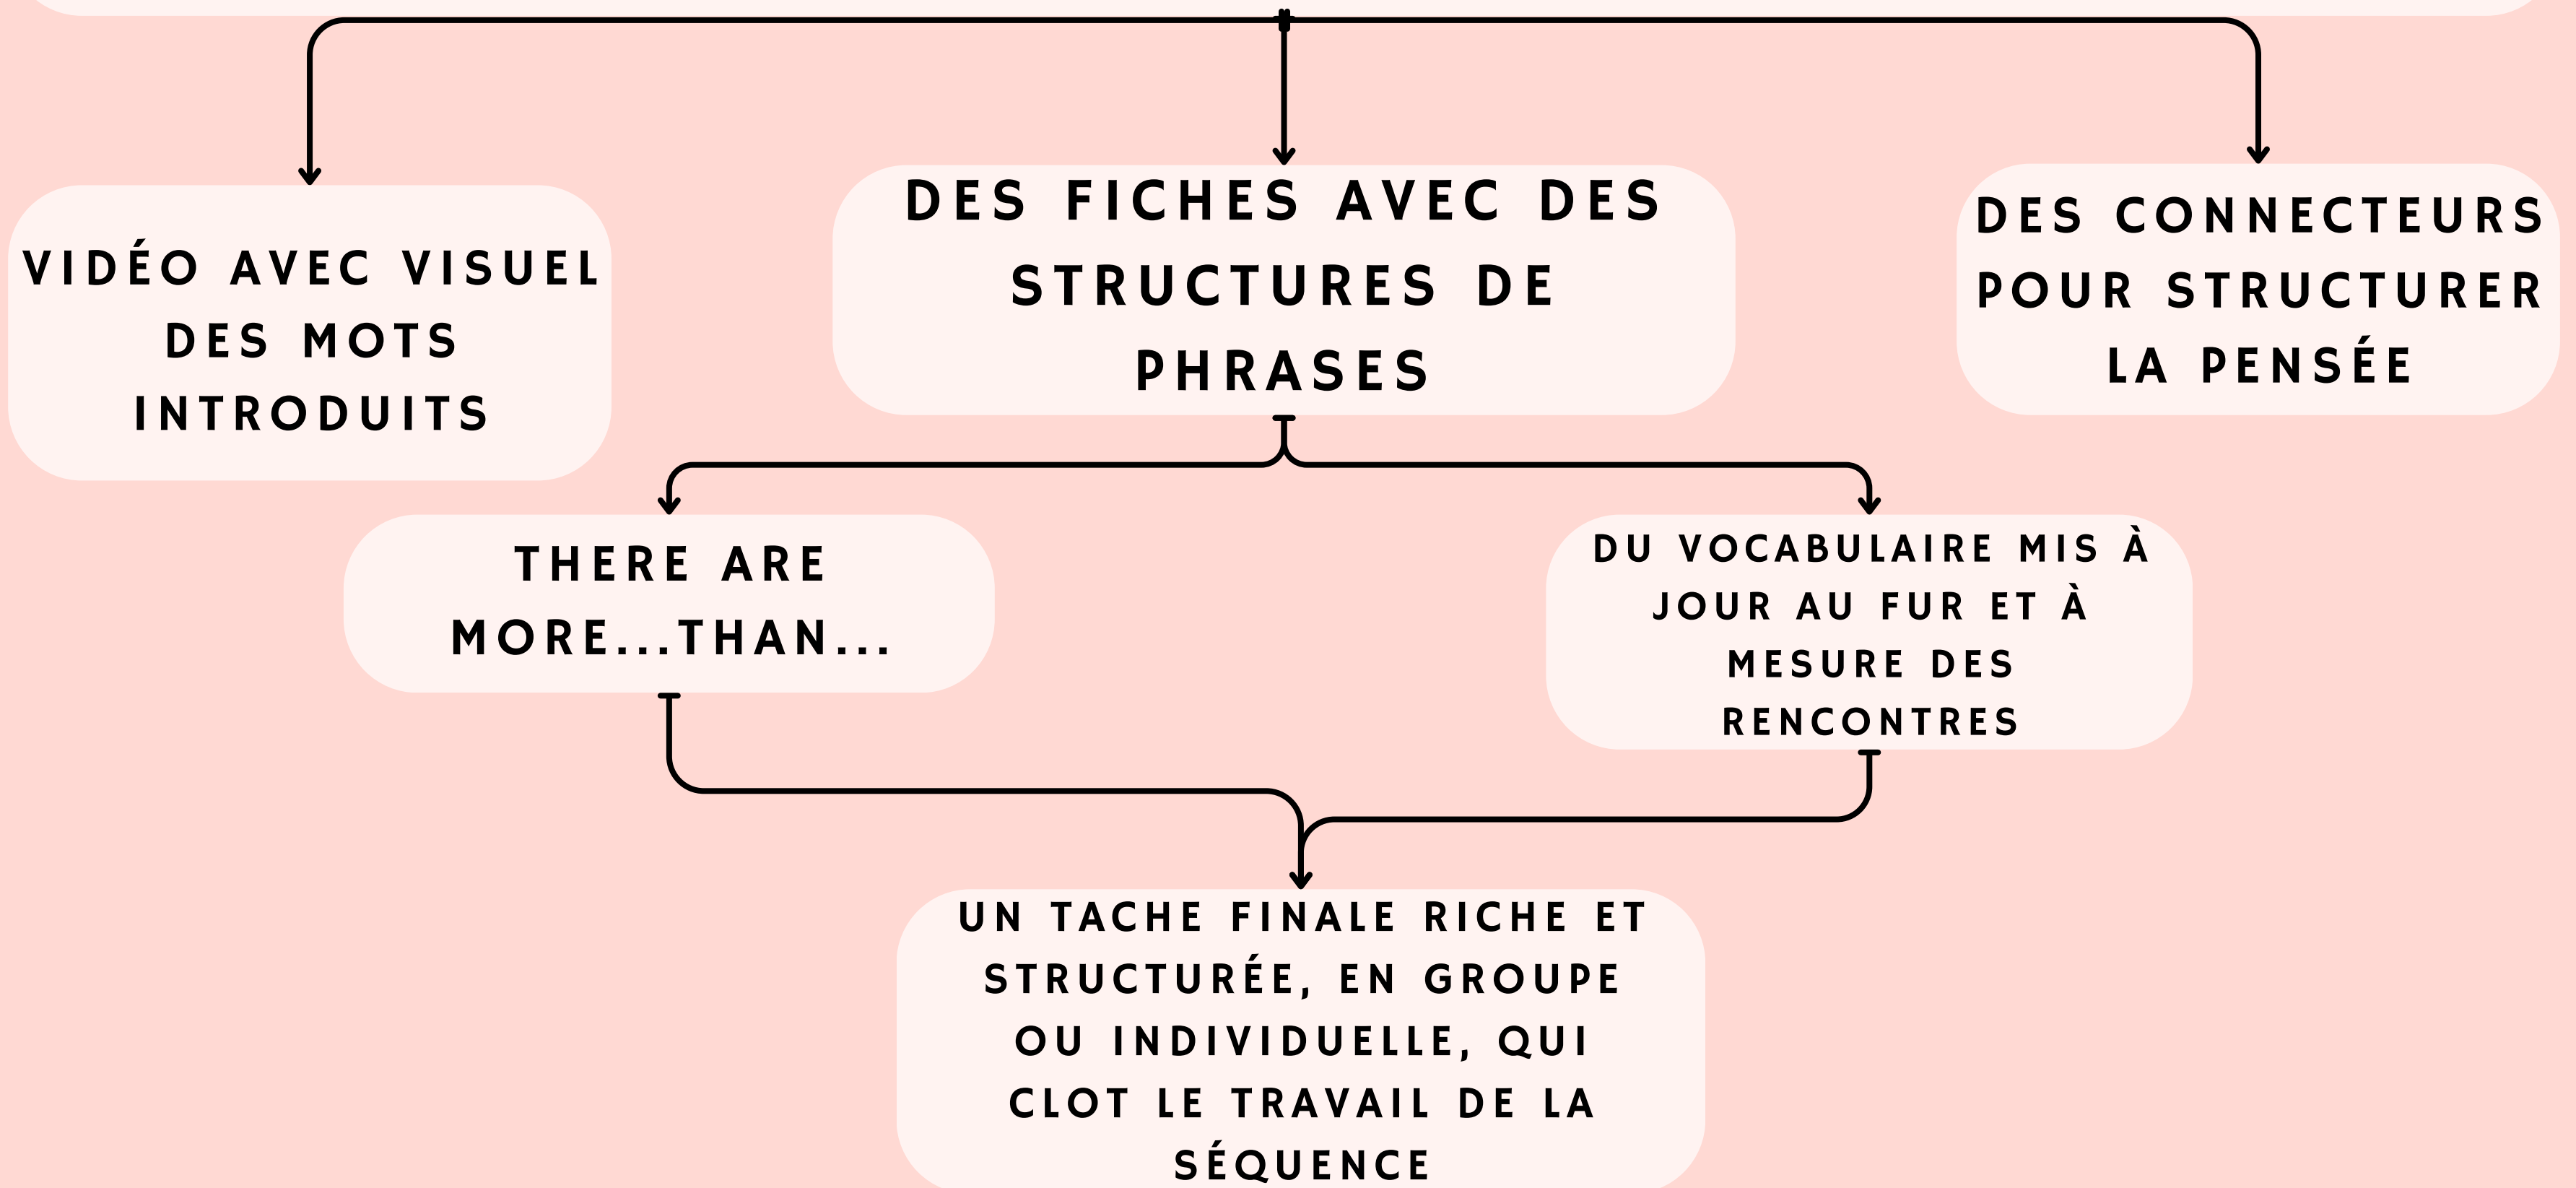 VIDÉO AVEC VISUEL
DES MOTS
INTRODUITS
DES FICHES AVEC DES
STRUCTURES DE
PHRASES
DES CONNECTEURS
POUR STRUCTURER
LA PENSÉE
THERE ARE
MORE...THAN...
DU VOCABULAIRE MIS À
JOUR AU FUR ET À
MESURE DES
RENCONTRES
UN TACHE FINALE RICHE ET
STRUCTURÉE, EN GROUPE
OU INDIVIDUELLE, QUI
CLOT LE TRAVAIL DE LA
SÉQUENCE